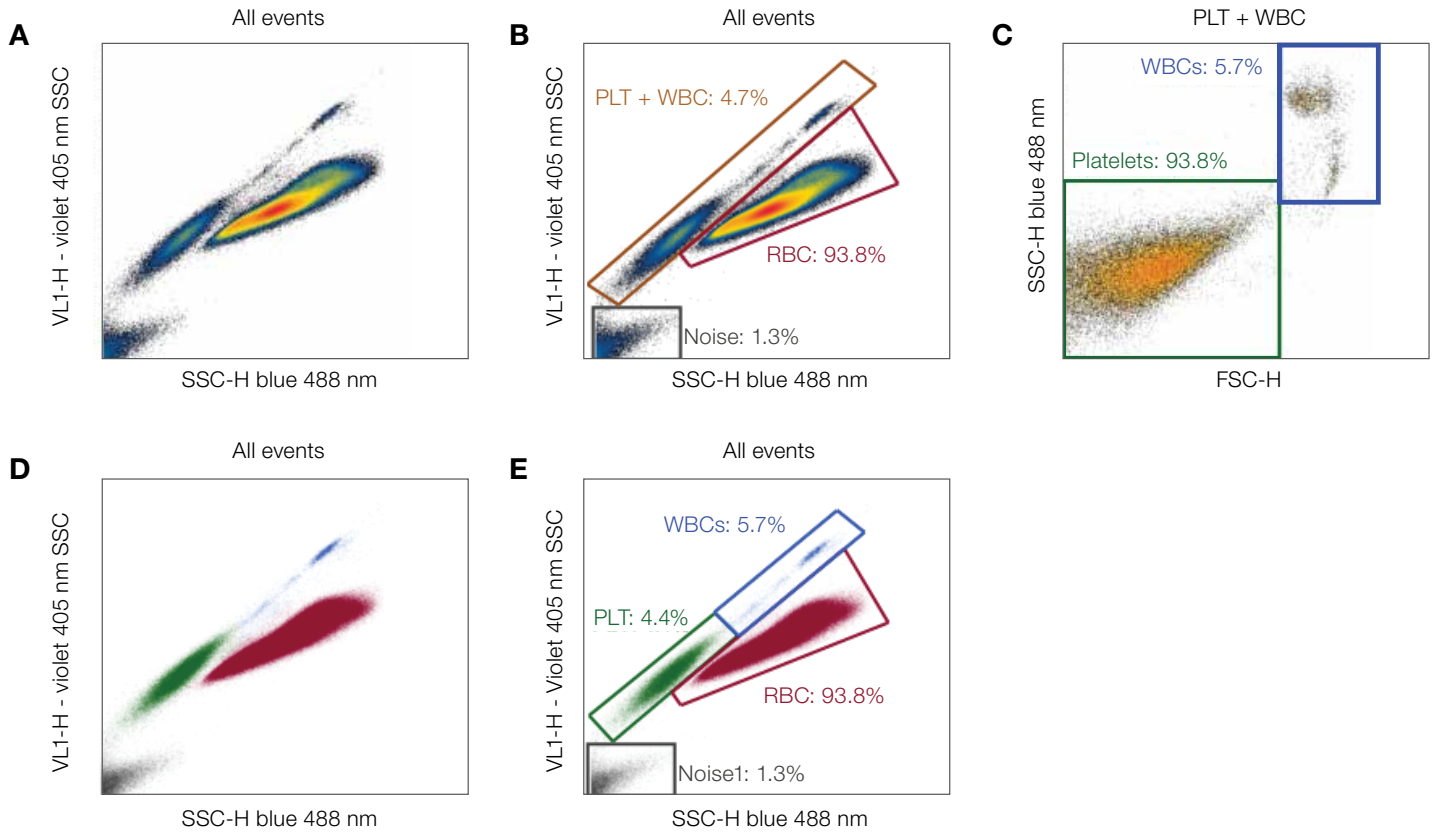 A
All events
VL1-H - violet 405 nm SSC
SSC-H blue 488 nm
B
All events
VL1-H - violet 405 nm SSC
PLT + WBC: 4.7%
RBC: 93.8%
Noise: 1.3%
SSC-H blue 488 nm
C
PLT + WBC
SSC-H blue 488 nm
WBCs: 5.7%
Platelets: 93.8%
FSC-H
D
All events
VL1-H - violet 405 nm SSC
SSC-H blue 488 nm
E
All events
VL1-H - Violet 405 nm SSC
WBCs: 5.7%
PLT: 4.4%
RBC: 93.8%
Noise1: 1.3%
SSC-H blue 488 nm